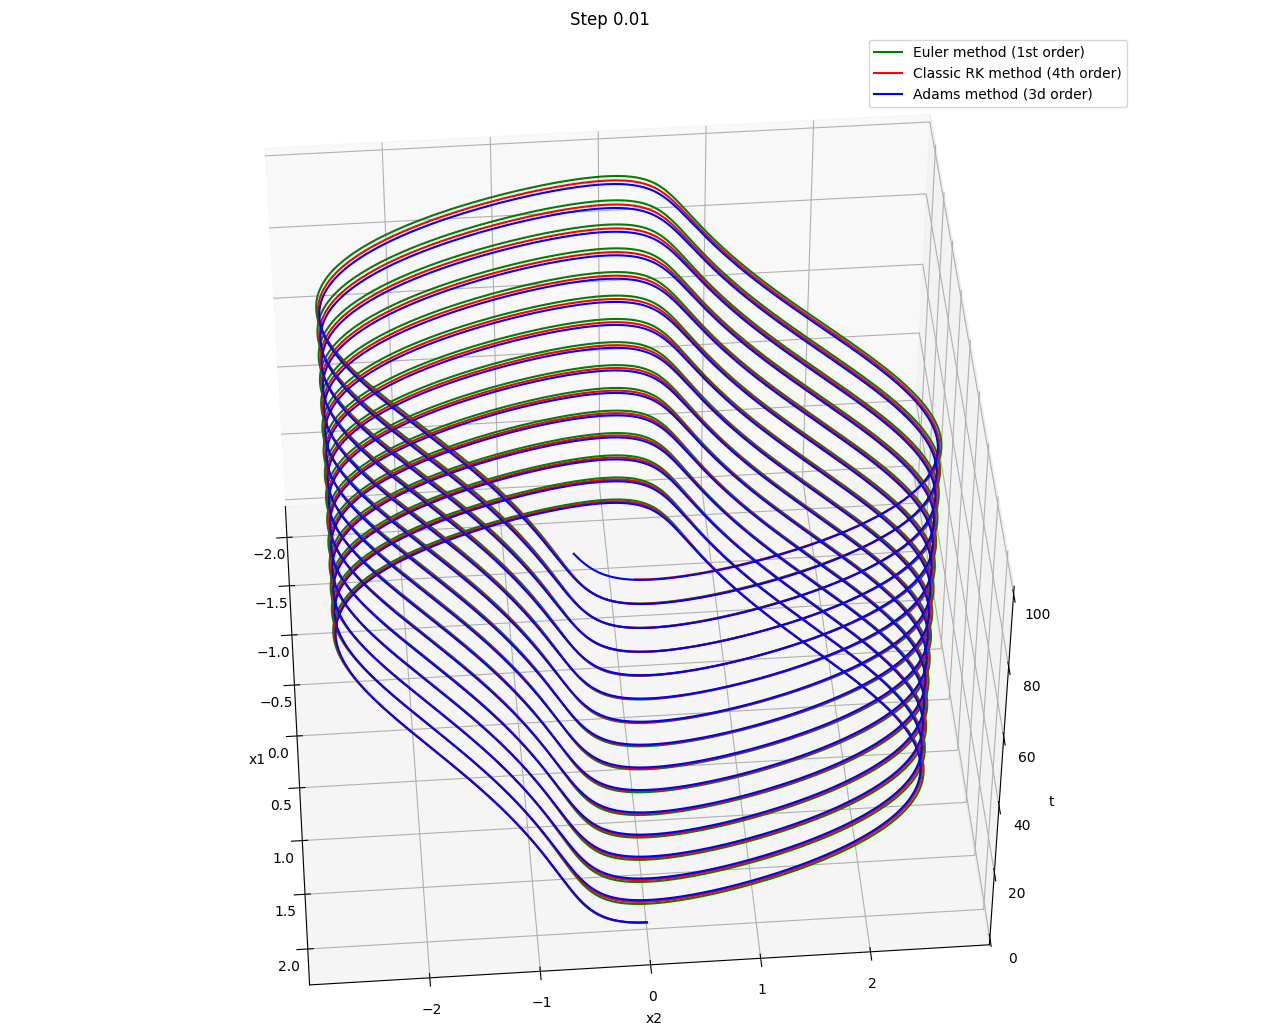 Step 0.01
Euler method (1st order)
Classic RK method (4th order)
Adams method (3d order)
−2.0
−1.5
−1.0
−0.5
0.0
0.5
1.0
1.5
2.0
x1
−2
−1
0
1
2
x2
0
20
40
60
80
100
t